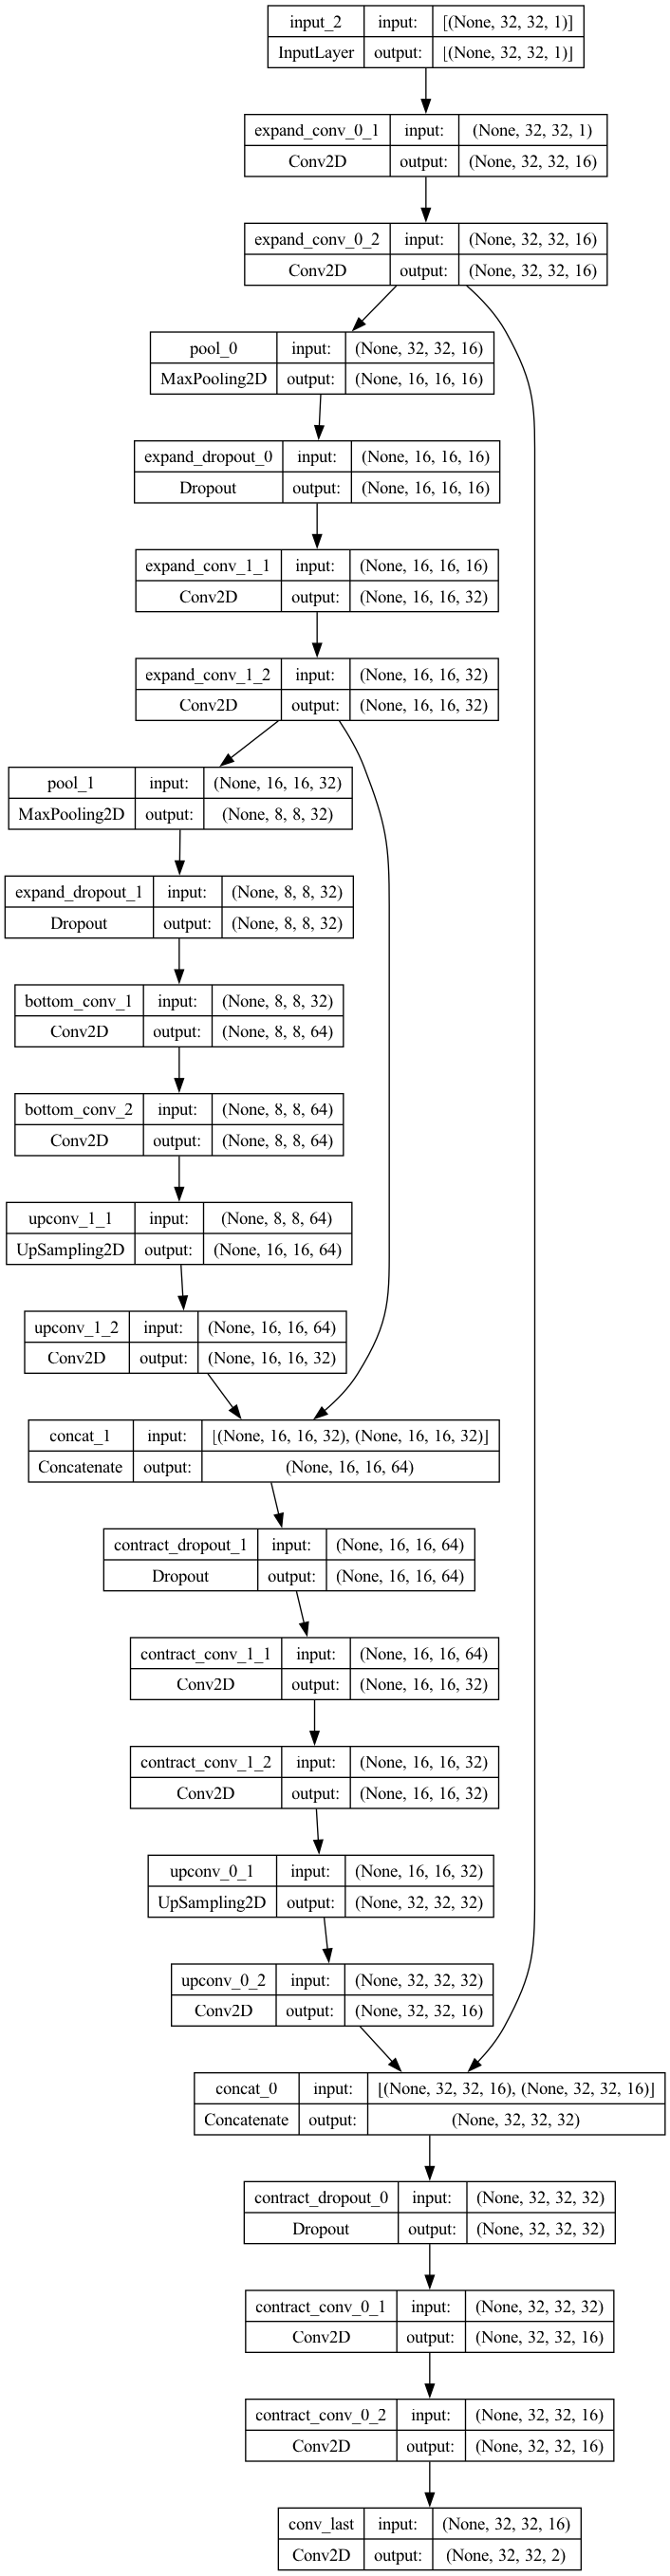 input_2 input: [(None, 32, 32, 1)]
InputLayer output: [(None, 32, 32, 1)]
expand_conv_0_1 input: (None, 32, 32, 1)
Conv2D output: (None, 32, 32, 16)
expand_conv_0_2 input: (None, 32, 32, 16)
Conv2D output: (None, 32, 32, 16)
pool_0 input: (None, 32, 32, 16)
MaxPooling2D output: (None, 16, 16, 16)
expand_dropout_0 input: (None, 16, 16, 16)
Dropout output: (None, 16, 16, 16)
expand_conv_1_1 input: (None, 16, 16, 16)
Conv2D output: (None, 16, 16, 32)
expand_conv_1_2 input: (None, 16, 16, 32)
Conv2D output: (None, 16, 16, 32)
pool_1 input: (None, 16, 16, 32)
MaxPooling2D output: (None, 8, 8, 32)
expand_dropout_1 input: (None, 8, 8, 32)
Dropout output: (None, 8, 8, 32)
bottom_conv_1 input: (None, 8, 8, 32)
Conv2D output: (None, 8, 8, 64)
bottom_conv_2 input: (None, 8, 8, 64)
Conv2D output: (None, 8, 8, 64)
upconv_1_1 input: (None, 8, 8, 64)
UpSampling2D output: (None, 16, 16, 64)
upconv_1_2 input: (None, 16, 16, 64)
Conv2D output: (None, 16, 16, 32)
concat_1 input: [(None, 16, 16, 32), (None, 16, 16, 32)]
Concatenate output: (None, 16, 16, 64)
contract_dropout_1 input: (None, 16, 16, 64)
Dropout output: (None, 16, 16, 64)
contract_conv_1_1 input: (None, 16, 16, 64)
Conv2D output: (None, 16, 16, 32)
contract_conv_1_2 input: (None, 16, 16, 32)
Conv2D output: (None, 16, 16, 32)
upconv_0_1 input: (None, 16, 16, 32)
UpSampling2D output: (None, 32, 32, 32)
upconv_0_2 input: (None, 32, 32, 32)
Conv2D output: (None, 32, 32, 16)
concat_0 input: [(None, 32, 32, 16), (None, 32, 32, 16)]
Concatenate output: (None, 32, 32, 32)
contract_dropout_0 input: (None, 32, 32, 32)
Dropout output: (None, 32, 32, 32)
contract_conv_0_1 input: (None, 32, 32, 32)
Conv2D output: (None, 32, 32, 16)
contract_conv_0_2 input: (None, 32, 32, 16)
Conv2D output: (None, 32, 32, 16)
conv_last input: (None, 32, 32, 16)
Conv2D output: (None, 32, 32, 2)